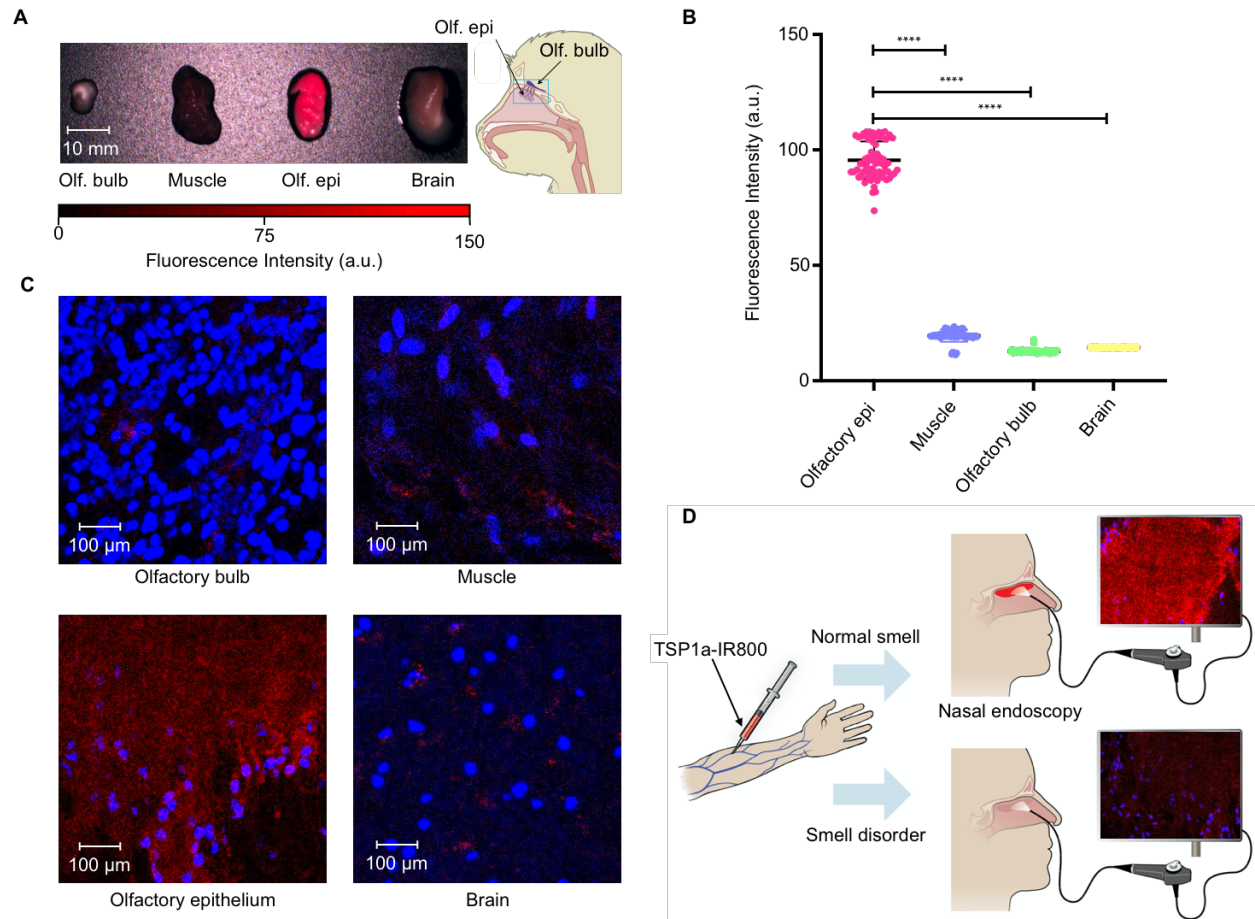 A
Olf. epi
Olf. bulb
10 mm
Olf. bulb Muscle Olf. epi Brain
0 75 150
Fluorescence Intensity (a.u.)
B
150
100
50
0
Fluorescence Intensity (a.u.)
****
****
****
Olfactory epi
Muscle
Olfactory bulb
Brain
C
100 µm
Olfactory bulb
100 µm
Muscle
100 µm
Olfactory epithelium
100 µm
Brain
D
TSP1a-IR800
Normal smell
Nasal endoscopy
Smell disorder